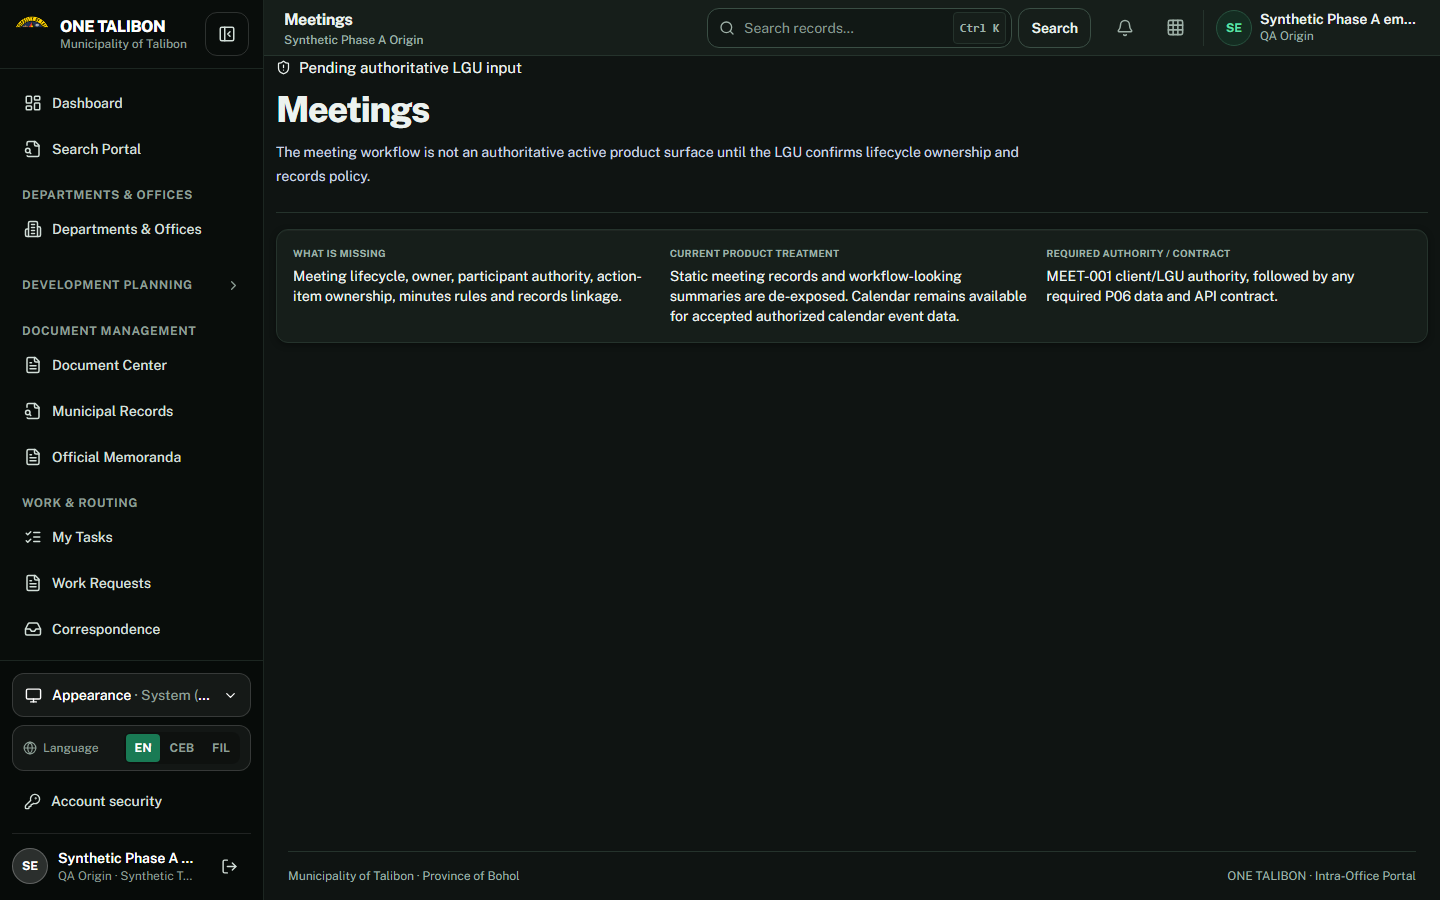 ONE TALIBON
Municipality of Talibon
Dashboard
Search Portal
DEPARTMENTS & OFFICES
Departments & Offices
DEVELOPMENT PLANNING
DOCUMENT MANAGEMENT
Document Center
Municipal Records
Official Memoranda
WORK & ROUTING
My Tasks
Work Requests
Correspondence
Appearance · System (...
Language EN CEB FIL
Account security
SE
Synthetic Phase A ...
QA Origin · Synthetic T...
Meetings
Synthetic Phase A Origin
Search records... Ctrl K
Search
SE
Synthetic Phase A em...
QA Origin
Pending authoritative LGU input
Meetings
The meeting workflow is not an authoritative active product surface until the LGU confirms lifecycle ownership and
records policy.
WHAT IS MISSING
Meeting lifecycle, owner, participant authority, action-
item ownership, minutes rules and records linkage.
CURRENT PRODUCT TREATMENT
Static meeting records and workflow-looking
summaries are de-exposed. Calendar remains available
for accepted authorized calendar event data.
REQUIRED AUTHORITY / CONTRACT
MEET-001 client/LGU authority, followed by any
required P06 data and API contract.
Municipality of Talibon · Province of Bohol
ONE TALIBON · Intra-Office Portal